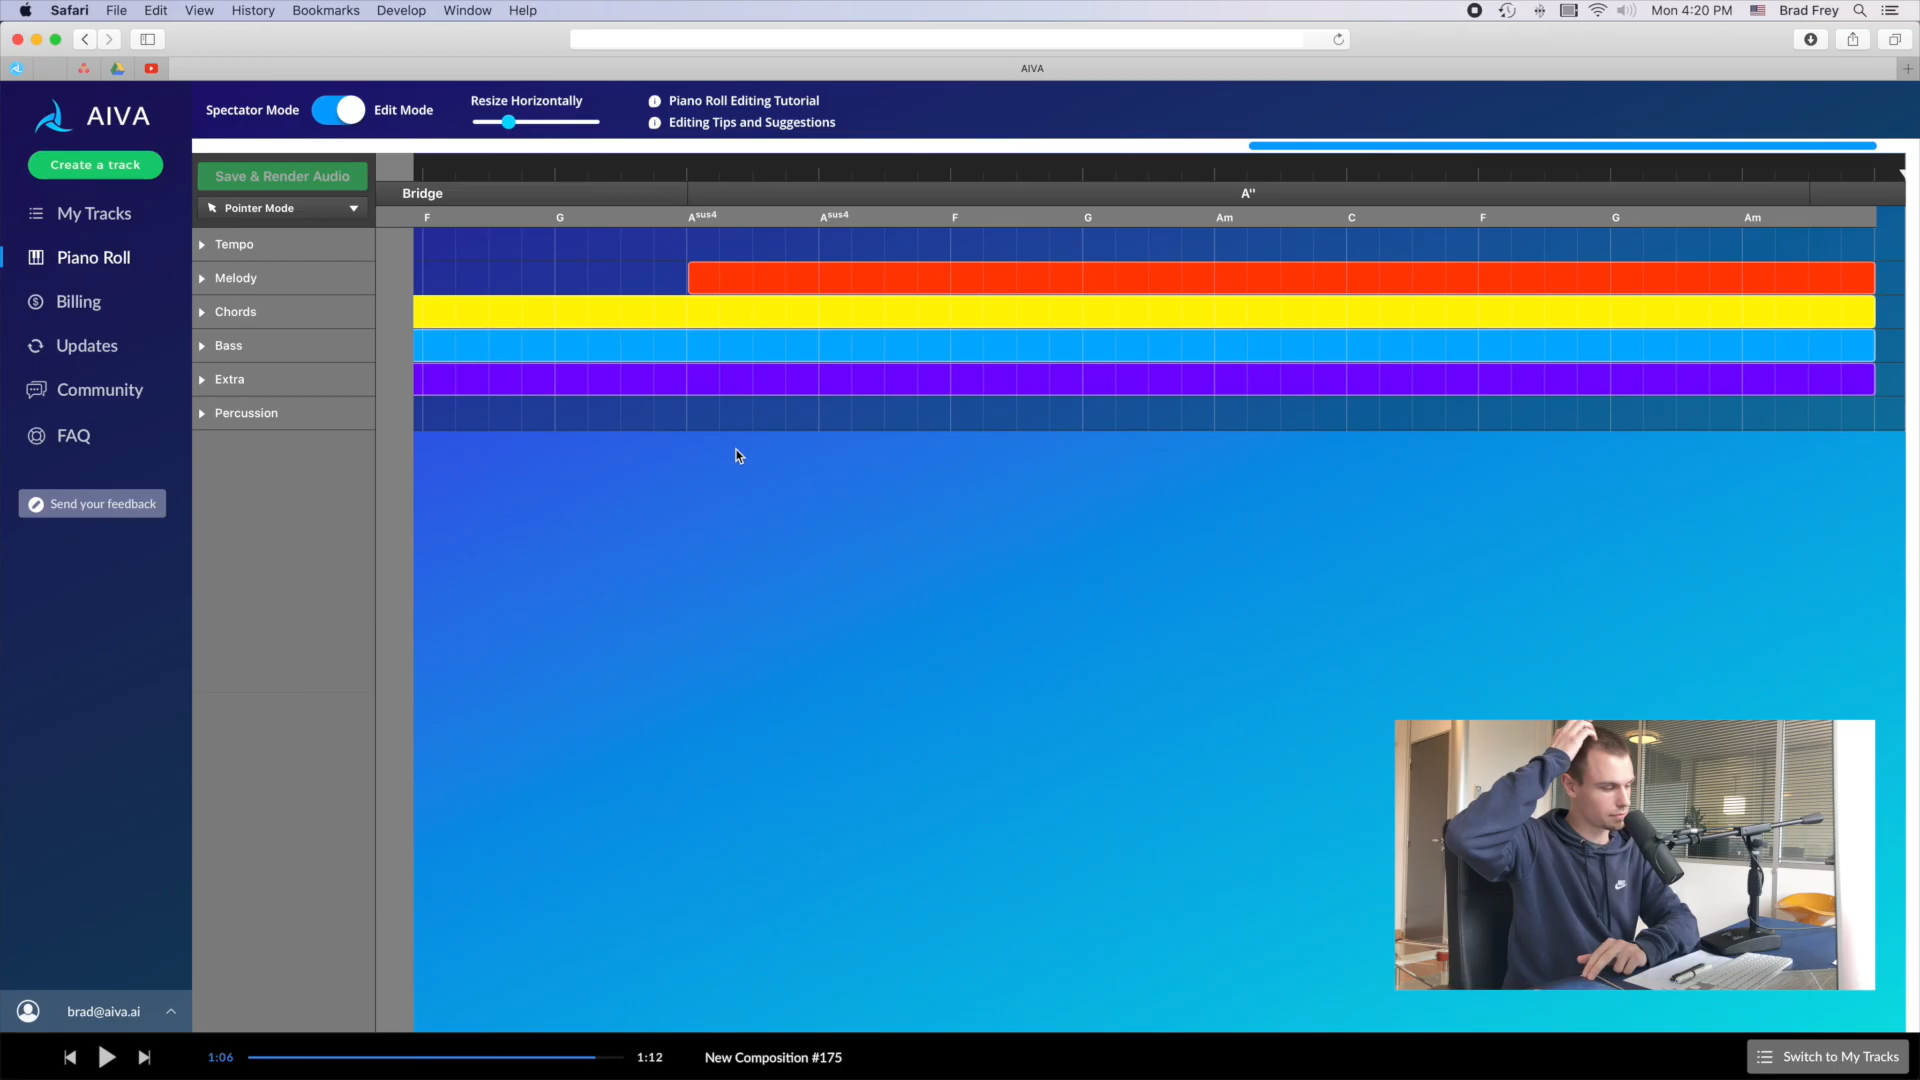 Safari File Edit View History Bookmarks Develop Window Help Mon 4:20 PM Brad Frey
AIVA
AIVA
Spectator Mode Edit Mode
Resize Horizontally
Piano Roll Editing Tutorial
Editing Tips and Suggestions
Create a track
My Tracks
Piano Roll
Billing
Updates
Community
FAQ
Send your feedback
Save & Render Audio
Pointer Mode
Bridge A''
F G Asus4 Asus4 F G Am C F G Am
Tempo
Melody
Chords
Bass
Extra
Percussion
brad@aiva.ai
1:06 1:12 New Composition #175 Switch to My Tracks